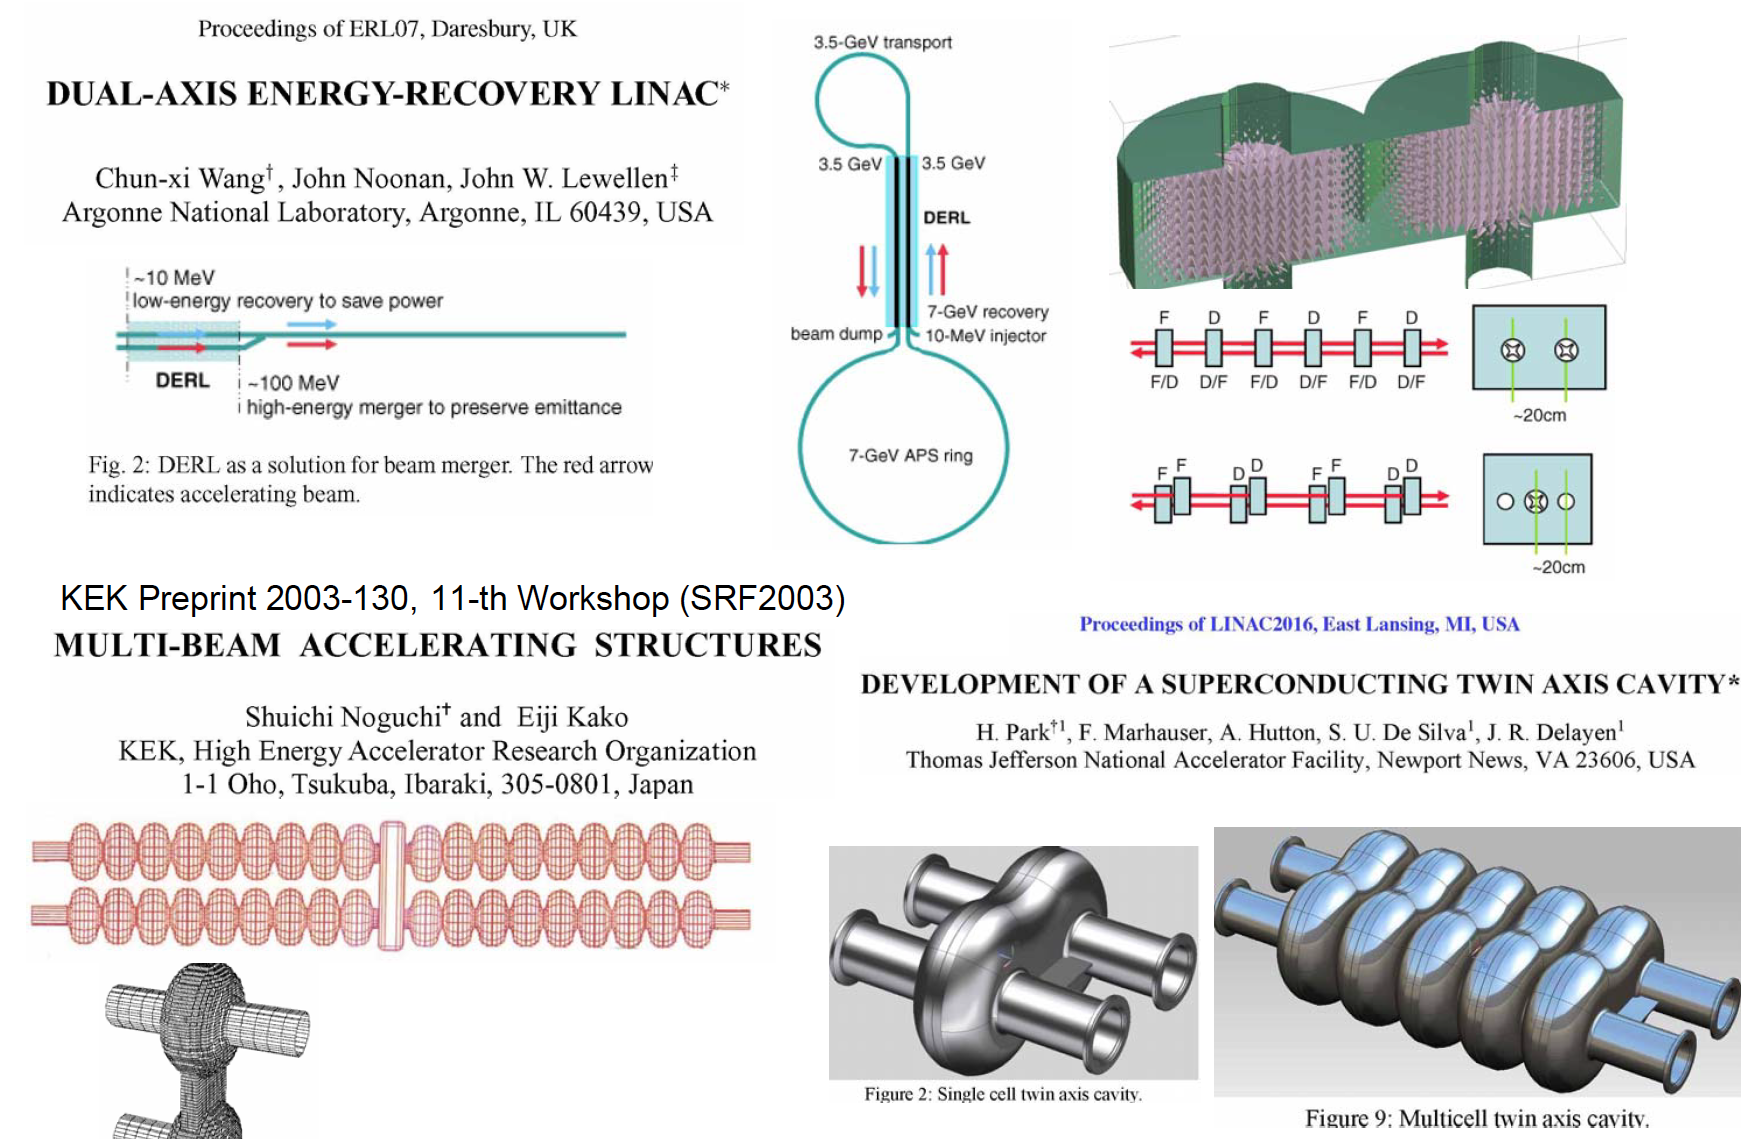 Proceedings of ERL07, Daresbury, UK
DUAL-AXIS ENERGY-RECOVERY LINAC*
Chun-xi Wang†, John Noonan, John W. Lewellen‡
Argonne National Laboratory, Argonne, IL 60439, USA
~10 MeV
low-energy recovery to save power
DERL
~100 MeV
high-energy merger to preserve emittance
Fig. 2: DERL as a solution for beam merger. The red arrow
indicates accelerating beam.
3.5-GeV transport
3.5 GeV
3.5 GeV
DERL
7-GeV recovery
beam dump
10-MeV injector
7-GeV APS ring
F D F D F D
F/D D/F F/D D/F F/D D/F
~20cm
F F D D F F D D
~20cm
KEK Preprint 2003-130, 11-th Workshop (SRF2003)
MULTI-BEAM ACCELERATING STRUCTURES
Shuichi Noguchi† and Eiji Kako
KEK, High Energy Accelerator Research Organization
1-1 Oho, Tsukuba, Ibaraki, 305-0801, Japan
Proceedings of LINAC2016, East Lansing, MI, USA
DEVELOPMENT OF A SUPERCONDUCTING TWIN AXIS CAVITY*
H. Park†1, F. Marhauser, A. Hutton, S. U. De Silva1, J. R. Delayen1
Thomas Jefferson National Accelerator Facility, Newport News, VA 23606, USA
Figure 2: Single cell twin axis cavity.
Figure 9: Multicell twin axis cavity.